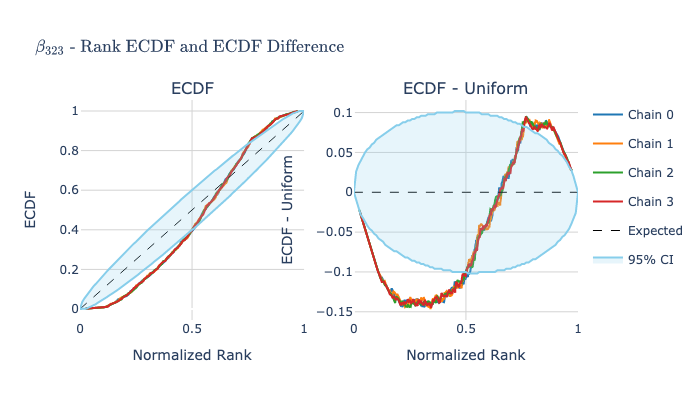 β323 - Rank ECDF and ECDF Difference
ECDF
ECDF - Uniform
1
0.8
0.6
0.4
0.2
0
0
0.5
1
ECDF
Normalized Rank
0.1
0.05
0
−0.05
−0.1
−0.15
0
0.5
1
ECDF - Uniform
Normalized Rank
Chain 0
Chain 1
Chain 2
Chain 3
Expected
95% CI